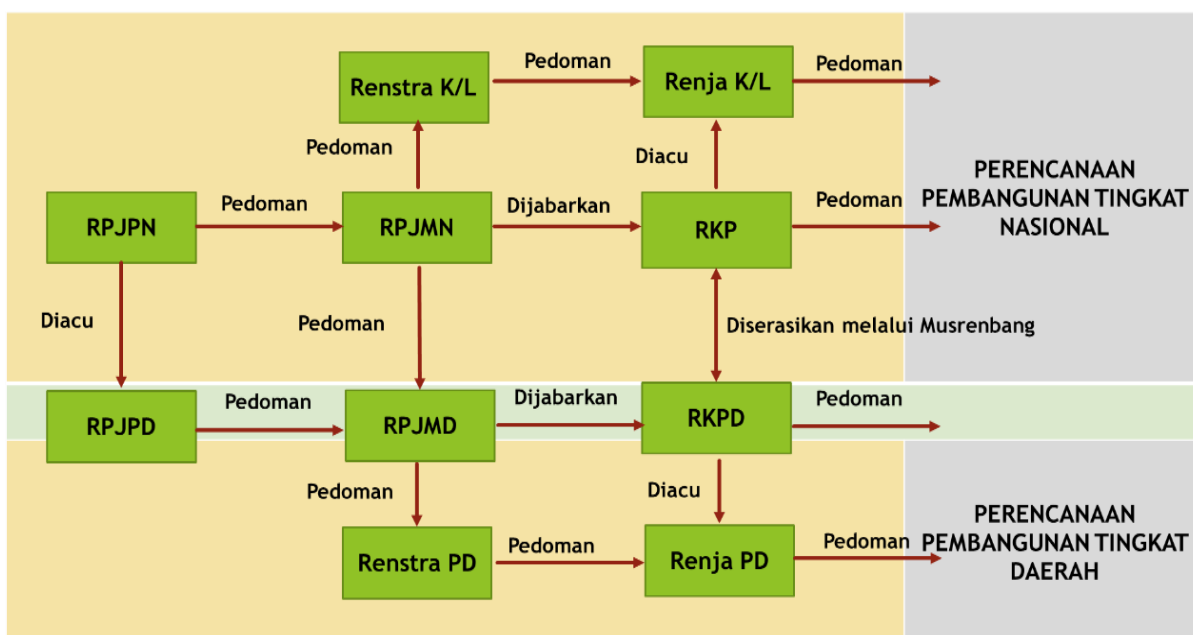 Pedoman
Pedoman
Renstra K/L
Renja K/L
Pedoman
Diacu
PERENCANAAN
PEMBANGUNAN TINGKAT
NASIONAL
Pedoman
Dijabarkan
Pedoman
RPJPN
RPJMN
RKP
Diacu
Pedoman
Diserasikan melalui Musrenbang
Pedoman
Dijabarkan
Pedoman
RPJPD
RPJMD
RKPD
Pedoman
Diacu
PERENCANAAN
PEMBANGUNAN TINGKAT
DAERAH
Pedoman
Pedoman
Renstra PD
Renja PD